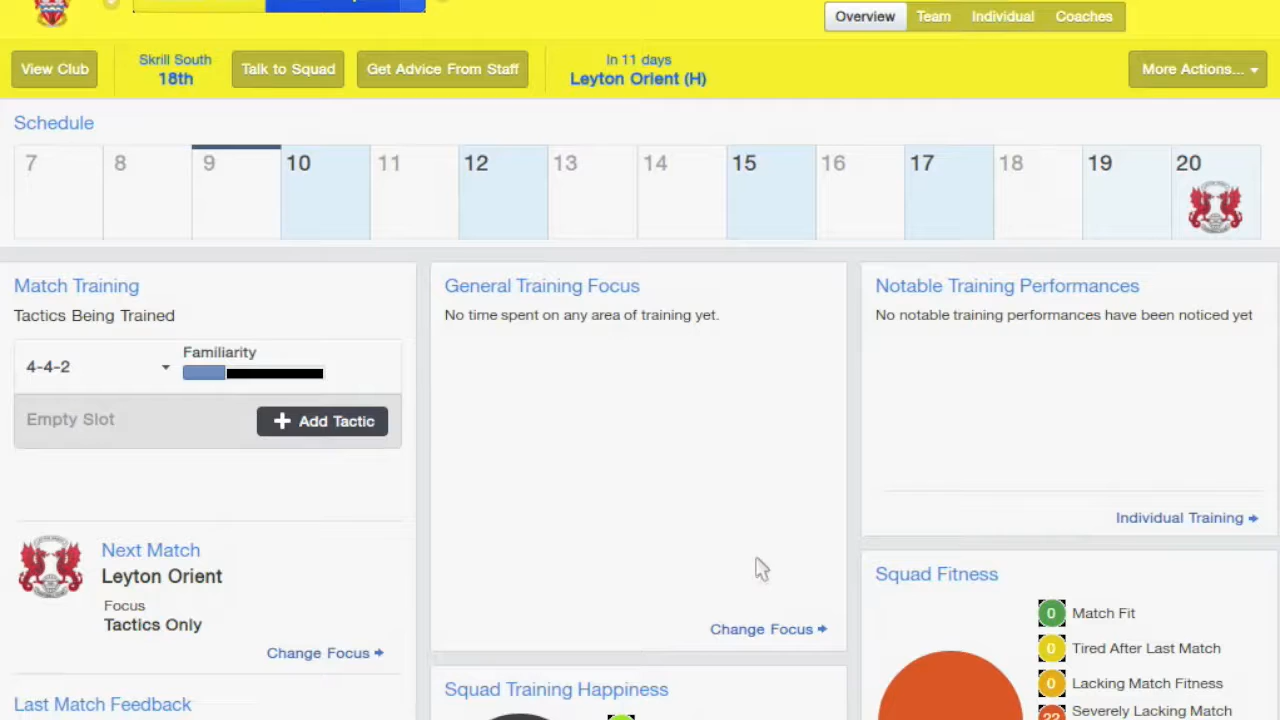 Overview Team Individual Coaches
View Club
Skrill South
18th
Talk to Squad
Get Advice From Staff
In 11 days
Leyton Orient (H)
More Actions...
Schedule
7 8 9 10 11 12 13 14 15 16 17 18 19 20
Match Training
Tactics Being Trained
4-4-2
Familiarity
Empty Slot
Add Tactic
Next Match
Leyton Orient
Focus
Tactics Only
Change Focus
Last Match Feedback
General Training Focus
No time spent on any area of training yet.
Change Focus
Squad Training Happiness
Notable Training Performances
No notable training performances have been noticed yet
Individual Training
Squad Fitness
0 Match Fit
0 Tired After Last Match
0 Lacking Match Fitness
22 Severely Lacking Match